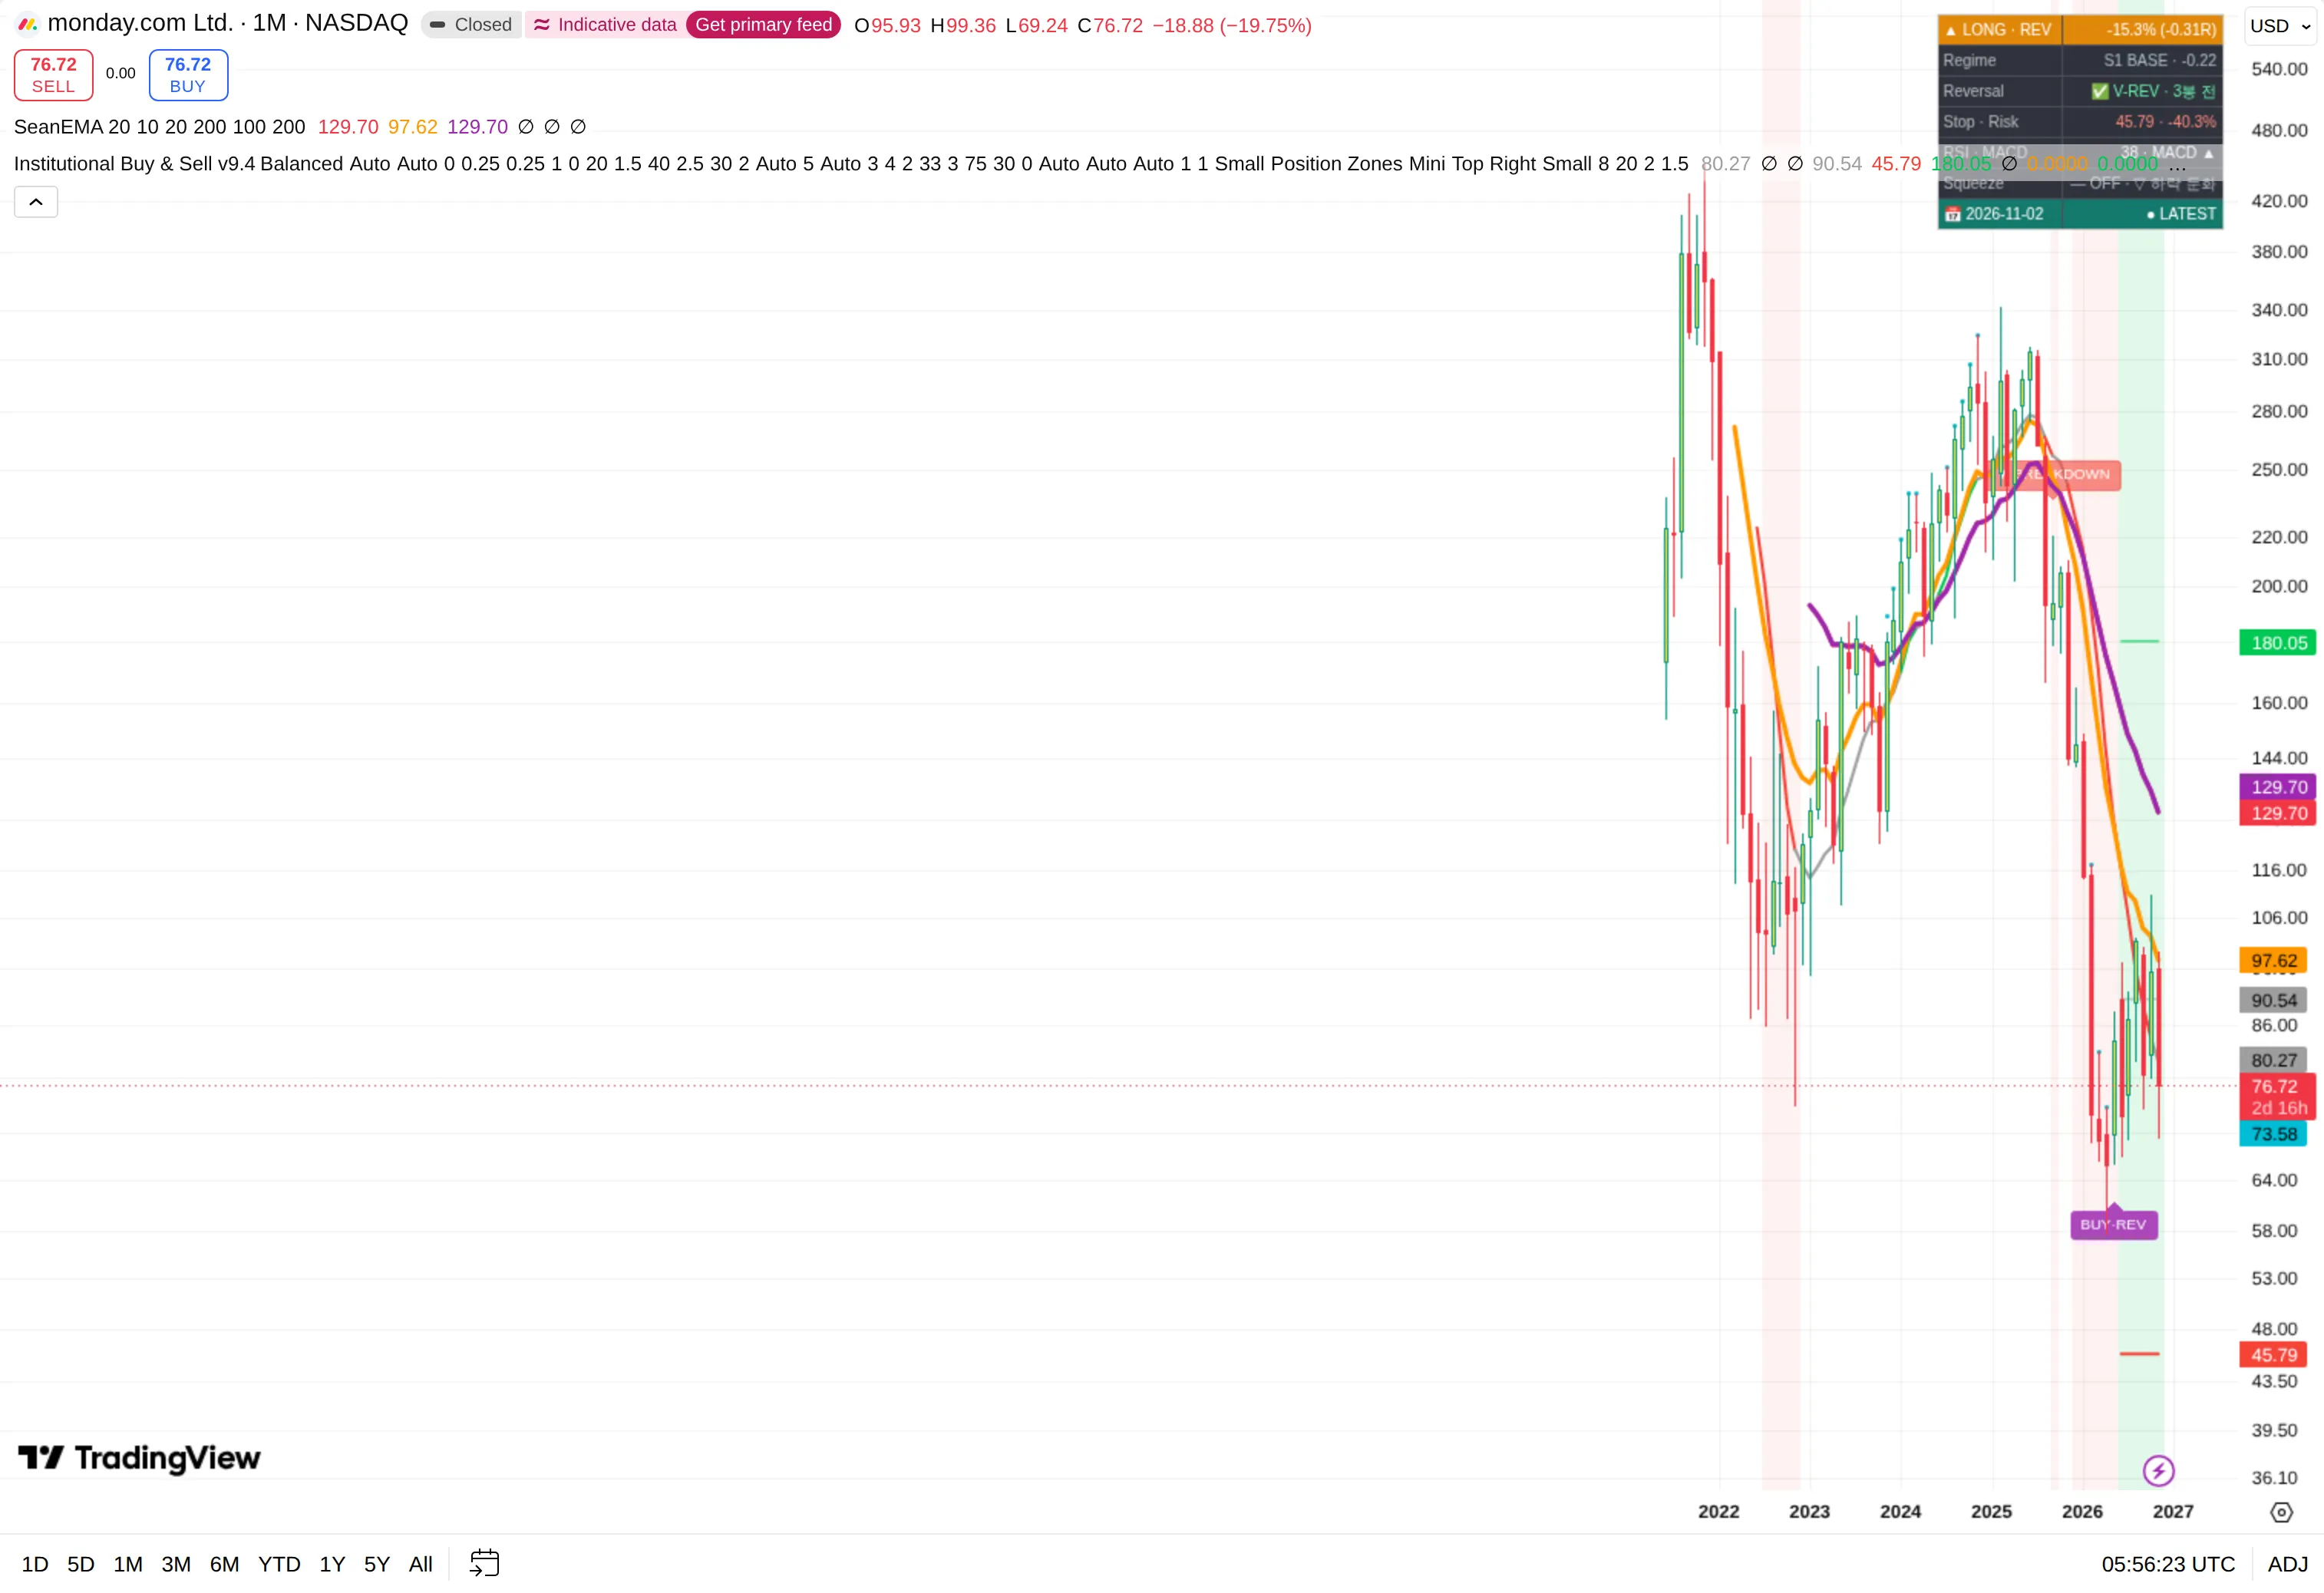 monday.com Ltd. · 1M · NASDAQ Closed Indicative data Get primary feed O95.93 H99.36 L69.24 C76.72 −18.88 (−19.75%)
76.72 SELL 0.00 76.72 BUY
SeanEMA 20 10 20 200 100 200 129.70 97.62 129.70 ∅ ∅ ∅
Institutional Buy & Sell v9.4 Balanced Auto Auto 0 0.25 0.25 1 0 20 1.5 40 2.5 30 2 Auto 5 Auto 3 4 2 33 3 75 30 0 Auto Auto Auto 1 1 Small Position Zones Mini Top Right Small 8 20 2 1.5 80.27 ∅ ∅ 90.54 45.79 180.05 ∅ 0.0000 0.0000 ...
▲ LONG · REV -15.3% (-0.31R)
Regime S1 BASE · -0.22
Reversal ✅ V-REV · 3봉 전
Stop · Risk 45.79 · -40.3%
RSI · MACD 38 · MACD ▲
Squeeze — OFF · ▽ 하락 둔화
📅 2026-11-02 ● LATEST
USD
540.00
480.00
420.00
380.00
340.00
310.00
280.00
250.00
220.00
200.00
180.05
160.00
144.00
129.70
129.70
116.00
106.00
97.62
90.54
86.00
80.27
76.72
2d 16h
73.58
64.00
58.00
53.00
48.00
45.79
43.50
39.50
36.10
KDOWN
BUY·REV
TradingView
2022 2023 2024 2025 2026 2027
1D 5D 1M 3M 6M YTD 1Y 5Y All 05:56:23 UTC ADJ